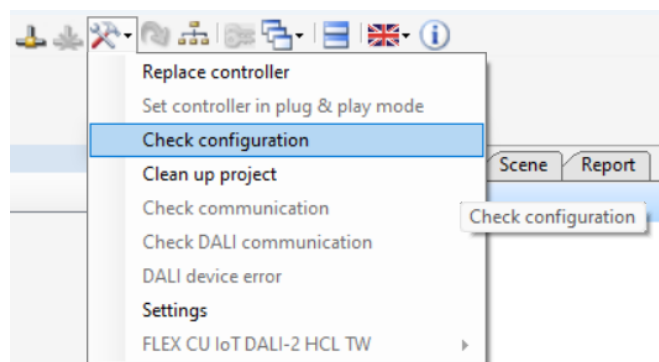 Replace controller
Set controller in plug & play mode
Check configuration
Clean up project
Scene Report
Check communication
Check configuration
Check DALI communication
DALI device error
Settings
FLEX CU IoT DALI-2 HCL TW